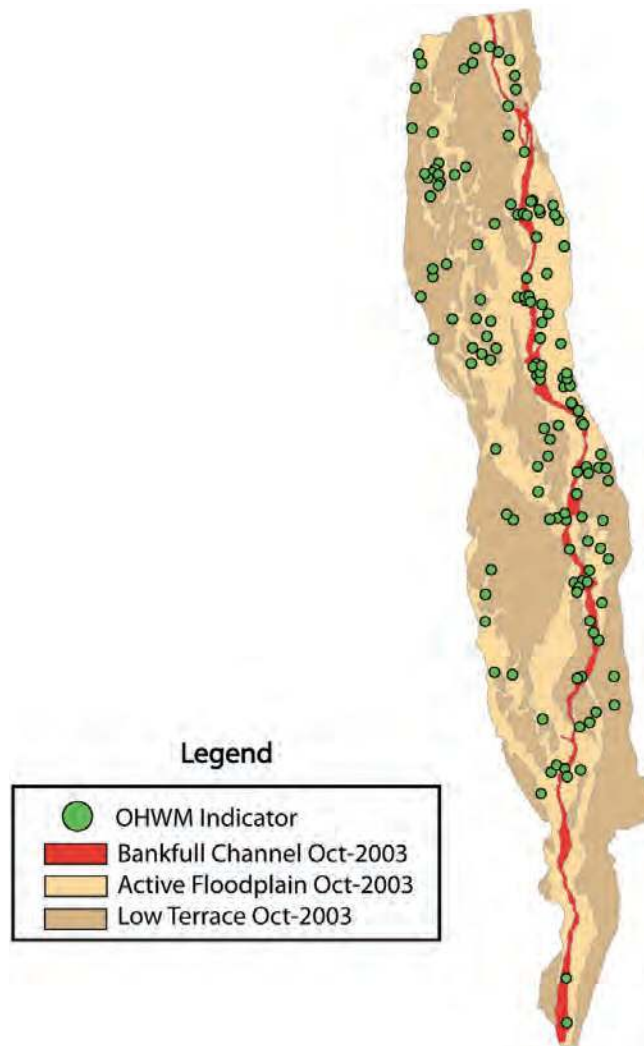 Legend
OHWM Indicator
Bankfull Channel Oct-2003
Active Floodplain Oct-2003
Low Terrace Oct-2003